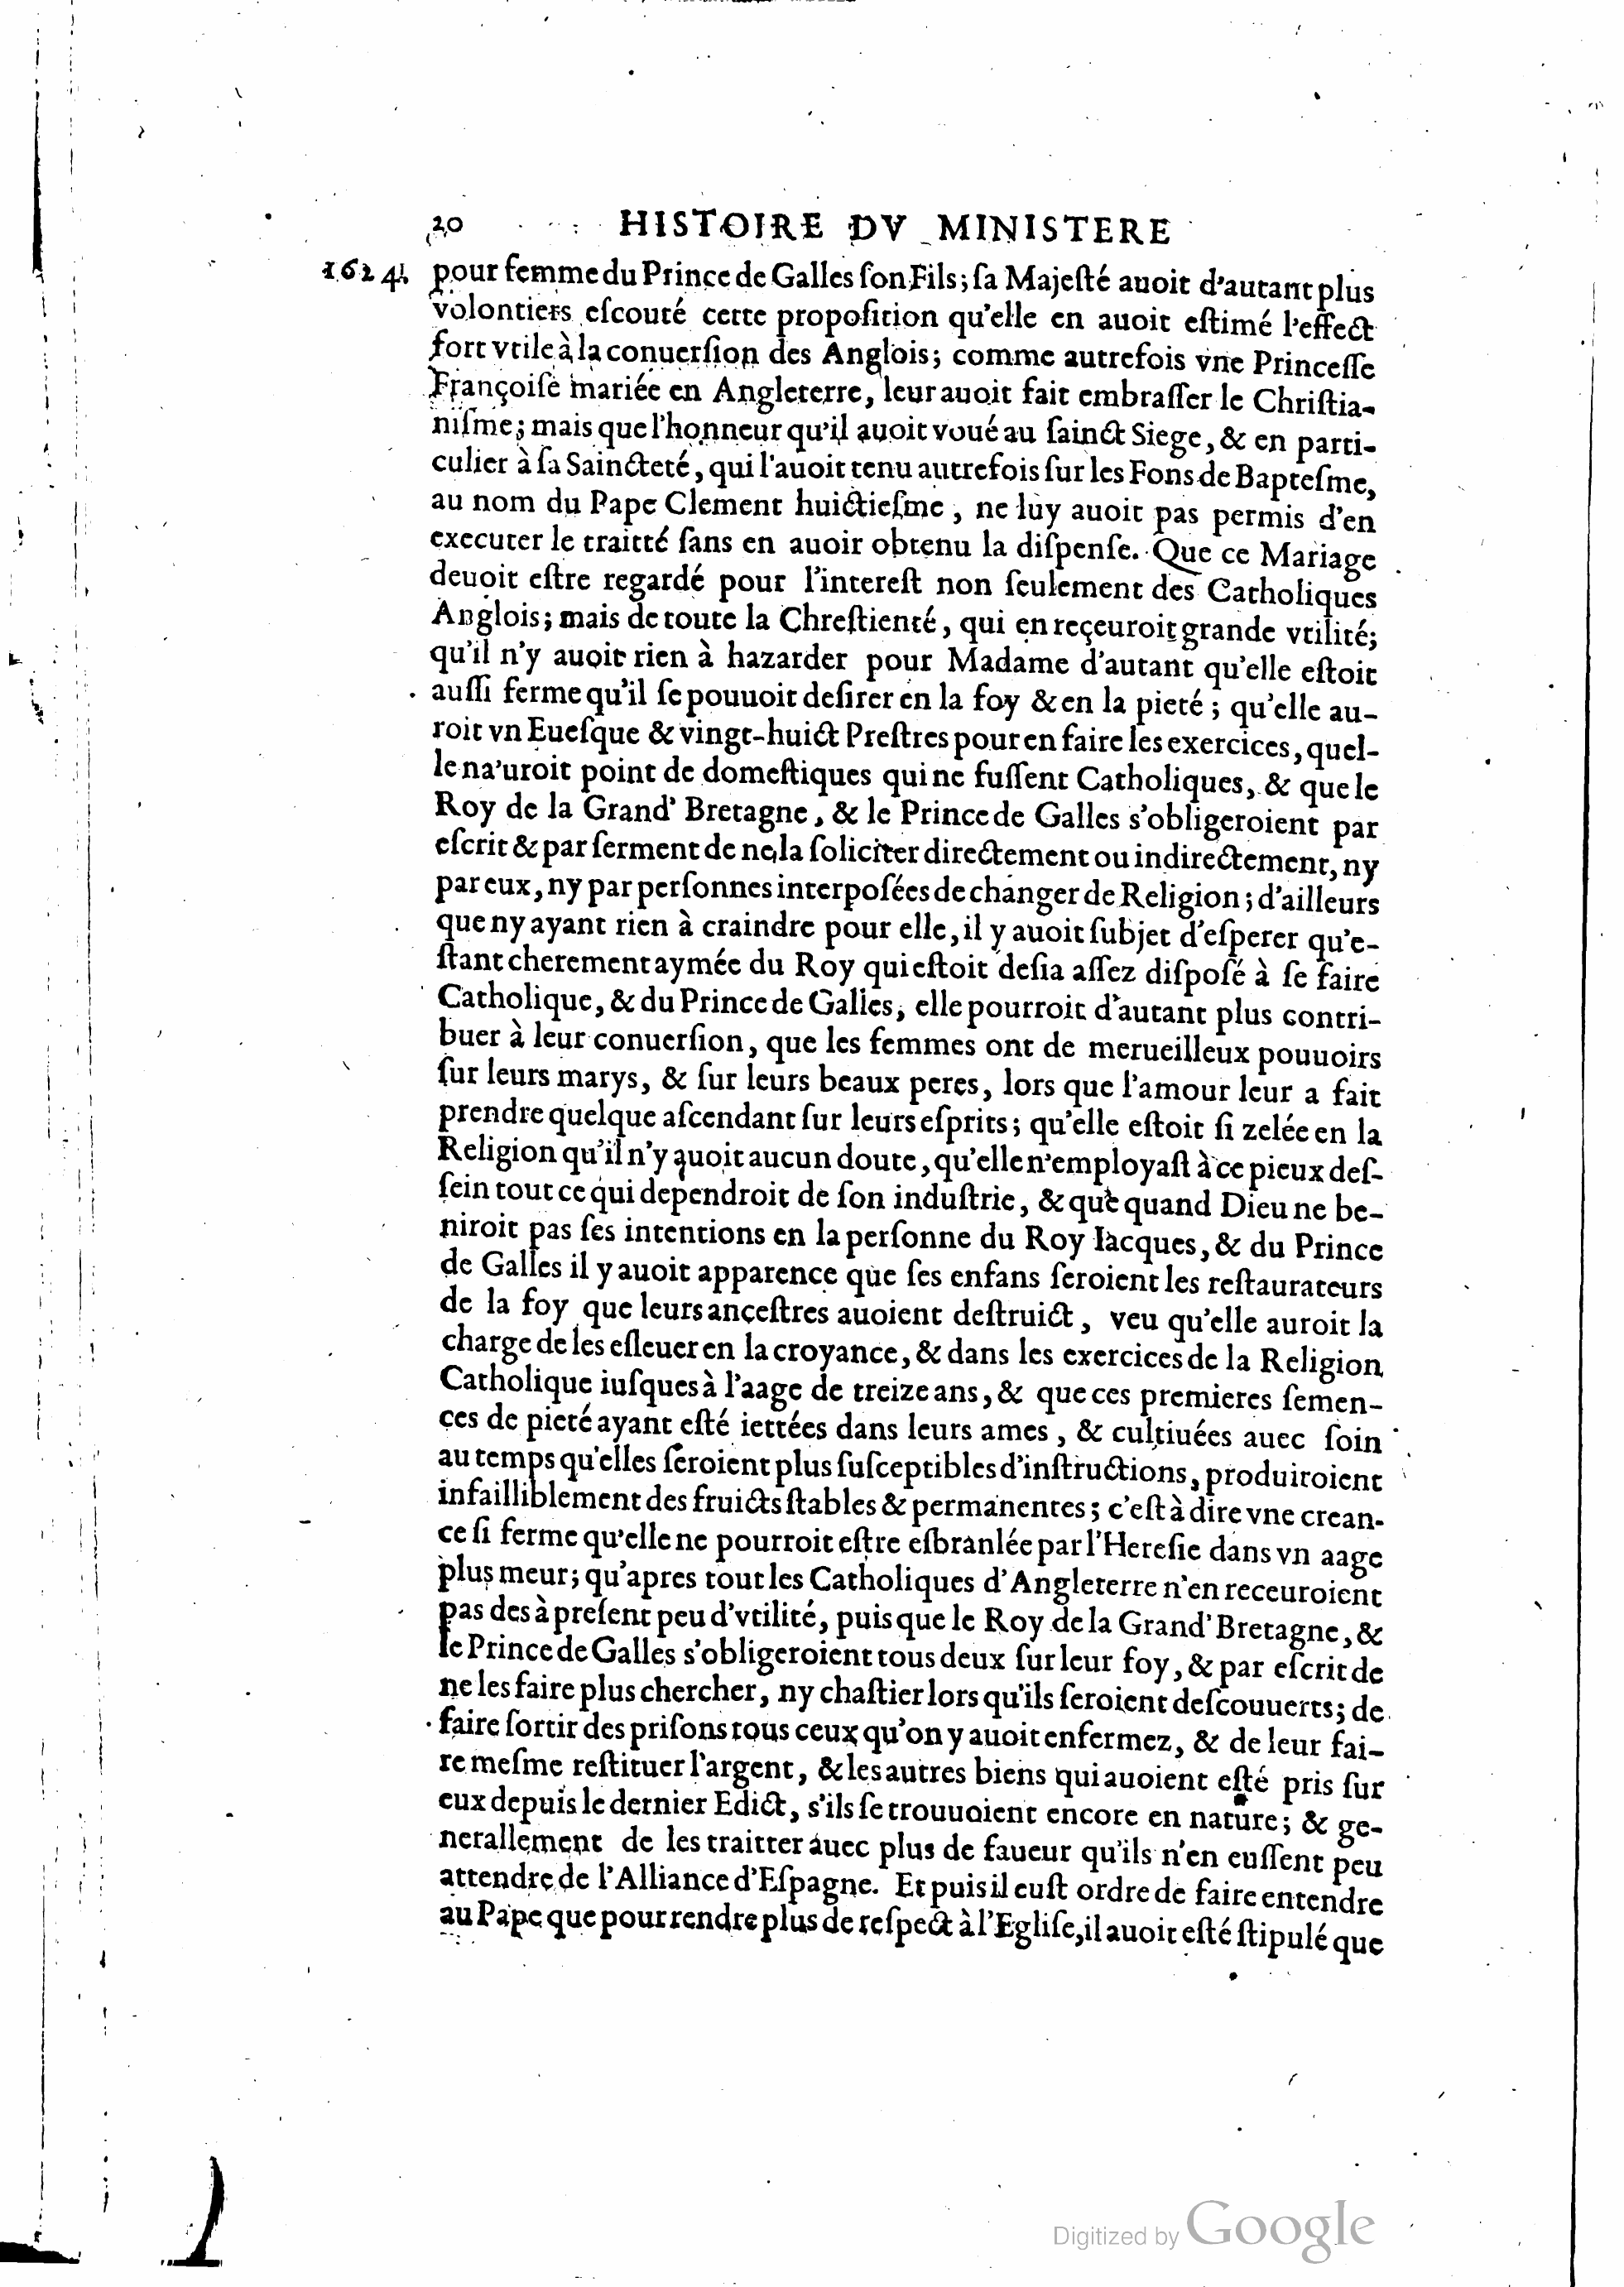 20 HISTOIRE DV MINISTERE
1624. pour femme du Prince de Galles ſon Fils; ſa Majeſté auoit d'autant plus
volontiers eſcouté cette propoſition qu'elle en auoit eſtimé l'effect
fort vtile à la conuerſion des Anglois; comme autrefois vne Princeſſe
Françoiſe mariée en Angleterre, leur auoit fait embraſſer le Chriſtia-
niſme; mais que l'honneur qu'il auoit voué au ſainct Siege, & en parti-
culier à ſa Saincteté, qui l'auoit tenu autrefois ſur les Fons de Bapteſme,
au nom du Pape Clement huictieſme, ne luy auoit pas permis d'en
executer le traitté ſans en auoir obtenu la diſpenſe. Que ce Mariage
deuoit eſtre regardé pour l'intereſt non ſeulement des Catholiques
Anglois; mais de toute la Chreſtienté, qui en reçeuroit grande vtilité;
qu'il n'y auoit rien à hazarder pour Madame d'autant qu'elle eſtoit
auſſi ferme qu'il ſe pouuoit deſirer en la foy & en la pieté; qu'elle au-
roit vn Eueſque & vingt-huict Preſtres pour en faire les exercices, quel-
le na'uroit point de domeſtiques qui ne fuſſent Catholiques, & que le
Roy de la Grand' Bretagne, & le Prince de Galles s'obligeroient par
eſcrit & par ſerment de ne la ſoliciter directement ou indirectement, ny
par eux, ny par perſonnes interpoſées de changer de Religion; d'ailleurs
que ny ayant rien à craindre pour elle, il y auoit ſubjet d'eſperer qu'e-
ſtant cherement aymée du Roy qui eſtoit deſia aſſez diſpoſé à ſe faire
Catholique, & du Prince de Galles, elle pourroit d'autant plus contri-
buer à leur conuerſion, que les femmes ont de merueilleux pouuoirs
ſur leurs marys, & ſur leurs beaux peres, lors que l'amour leur a fait
prendre quelque aſcendant ſur leurs eſprits; qu'elle eſtoit ſi zelée en la
Religion qu'il n'y auoit aucun doute, qu'elle n'employaſt à ce pieux deſ-
ſein tout ce qui dependroit de ſon induſtrie, & que quand Dieu ne be-
niroit pas ſes intentions en la perſonne du Roy Iacques, & du Prince
de Galles il y auoit apparence que ſes enfans ſeroient les reſtaurateurs
de la foy que leurs ançeſtres auoient deſtruict, veu qu'elle auroit la
charge de les eſleuer en la croyance, & dans les exercices de la Religion
Catholique iuſques à l'aage de treize ans, & que ces premieres ſemen-
ces de pieté ayant eſté iettées dans leurs ames, & cultiuées auec ſoin
au temps qu'elles ſeroient plus ſuſceptibles d'inſtructions, produiroient
infailliblement des fruicts ſtables & permanentes; c'eſt à dire vne crean-
ce ſi ferme qu'elle ne pourroit eſtre eſbranlée par l'Hereſie dans vn aage
plus meur; qu'apres tout les Catholiques d'Angleterre n'en receuroient
pas des à preſent peu d'vtilité, puis que le Roy de la Grand' Bretagne, &
le Prince de Galles s'obligeroient tous deux ſur leur foy, & par eſcrit de
ne les faire plus chercher, ny chaſtier lors qu'ils ſeroient deſcouuerts; de
faire ſortir des priſons tous ceux qu'on y auoit enfermez, & de leur fai-
re meſme reſtituer l'argent, & les autres biens qui auoient eſté pris ſur
eux depuis le dernier Edict, s'ils ſe trouuoient encore en nature; & ge-
nerallement de les traitter auec plus de faueur qu'ils n'en euſſent peu
attendre de l'Alliance d'Eſpagne. Et puis il euſt ordre de faire entendre
au Pape que pour rendre plus de reſpect à l'Egliſe, il auoit eſté ſtipulé que
Digitized by Google